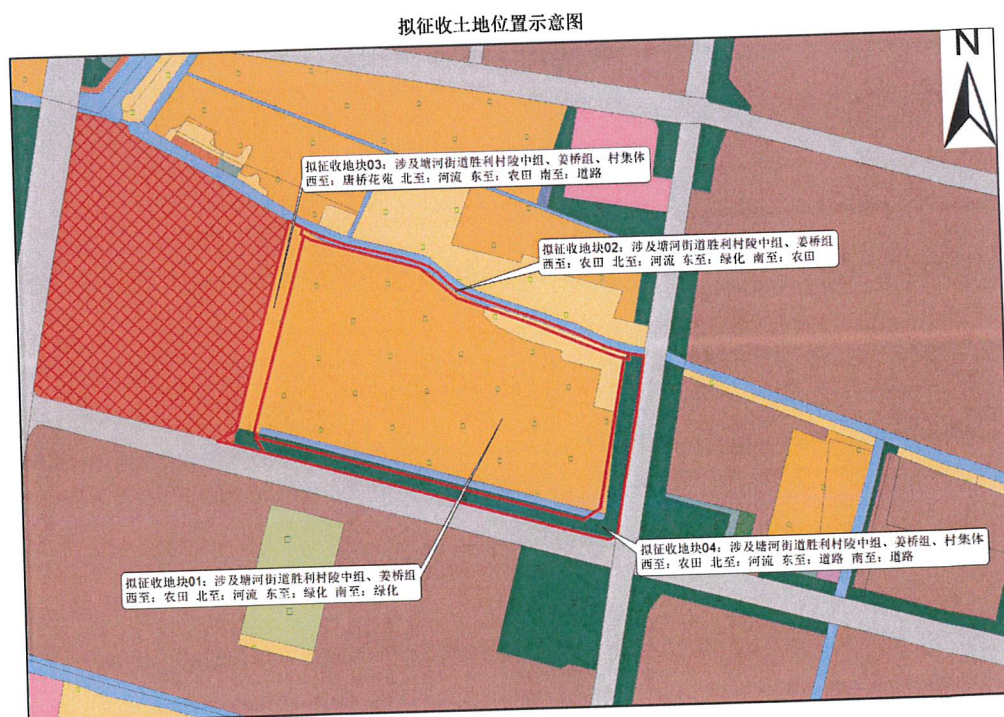 拟征收土地位置示意图
N
拟征收地块03：涉及塘河街道胜利村陵中组、姜桥组、村集体
西至：唐桥花苑 北至：河流 东至：农田 南至：道路
拟征收地块02：涉及塘河街道胜利村陵中组、姜桥组
西至：农田 北至：河流 东至：绿化 南至：农田
拟征收地块04：涉及塘河街道胜利村陵中组、姜桥组、村集体
西至：农田 北至：河流 东至：道路 南至：道路
拟征收地块01：涉及塘河街道胜利村陵中组、姜桥组
西至：农田 北至：河流 东至：绿化 南至：绿化